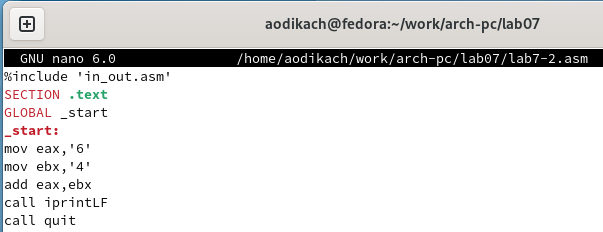 aodikach@fedora:~/work/arch-pc/lab07
GNU nano 6.0 /home/aodikach/work/arch-pc/lab07/lab7-2.asm
%include 'in_out.asm'
SECTION .text
GLOBAL _start
_start:
mov eax,'6'
mov ebx,'4'
add eax,ebx
call iprintLF
call quit